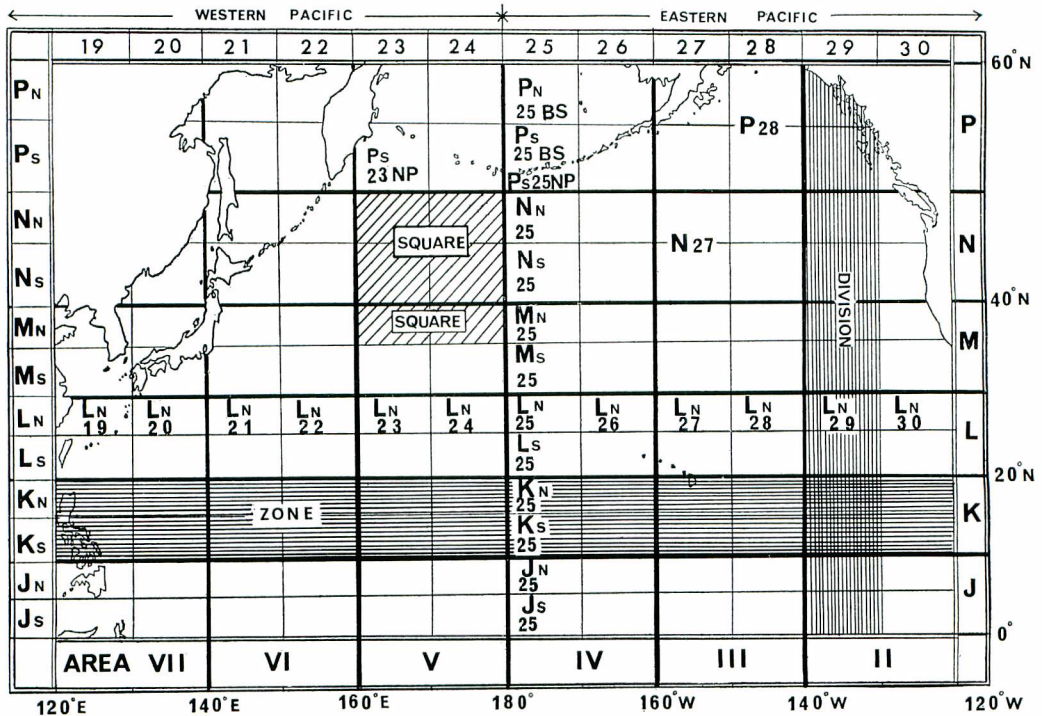 WESTERN PACIFIC EASTERN PACIFIC
19 20 21 22 23 24 25 26 27 28 29 30
60°N
PN PN 25 BS P28 P
PS PS 23 NP PS 25 BS
PS25NP
NN SQUARE NN 25 N27 N
NS NS 25
40°N
MN SQUARE MN 25 DIVISION M
MS MS 25
LN LN 19. LN 20 LN 21 LN 22 LN 23 LN 24 LN 25 LN 26 LN 27 LN 28 LN 29 LN 30 L
LS LS 25
20°N
KN ZONE KN 25 K
KS KS 25
JN JN 25 J
JS JS 25
0°
AREA VII VI V IV III II
120°E 140°E 160°E 180° 160°W 140°W 120°W